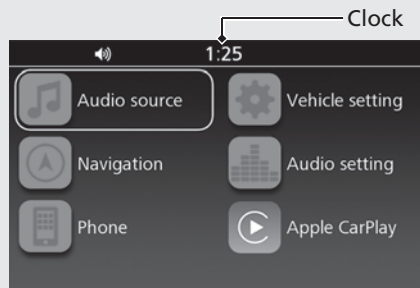 Clock
1:25
Audio source
Vehicle setting
Navigation
Audio setting
Phone
Apple CarPlay